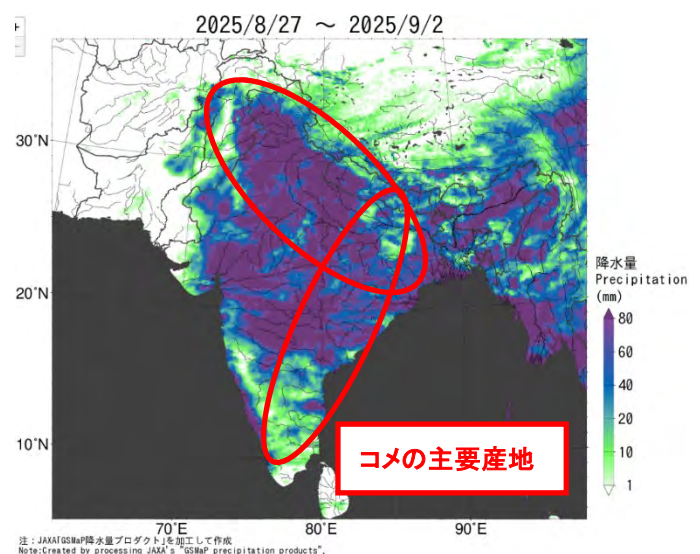 2025/8/27 ～ 2025/9/2
+
-
30°N
20°N
10°N
70°E
80°E
90°E
降水量
Precipitation
(mm)
80
60
40
20
10
1
コメの主要産地
注：JAXA「GSMaP降水量プロダクト」を加工して作成
Note:Created by processing JAXA's "GSMaP precipitation products".